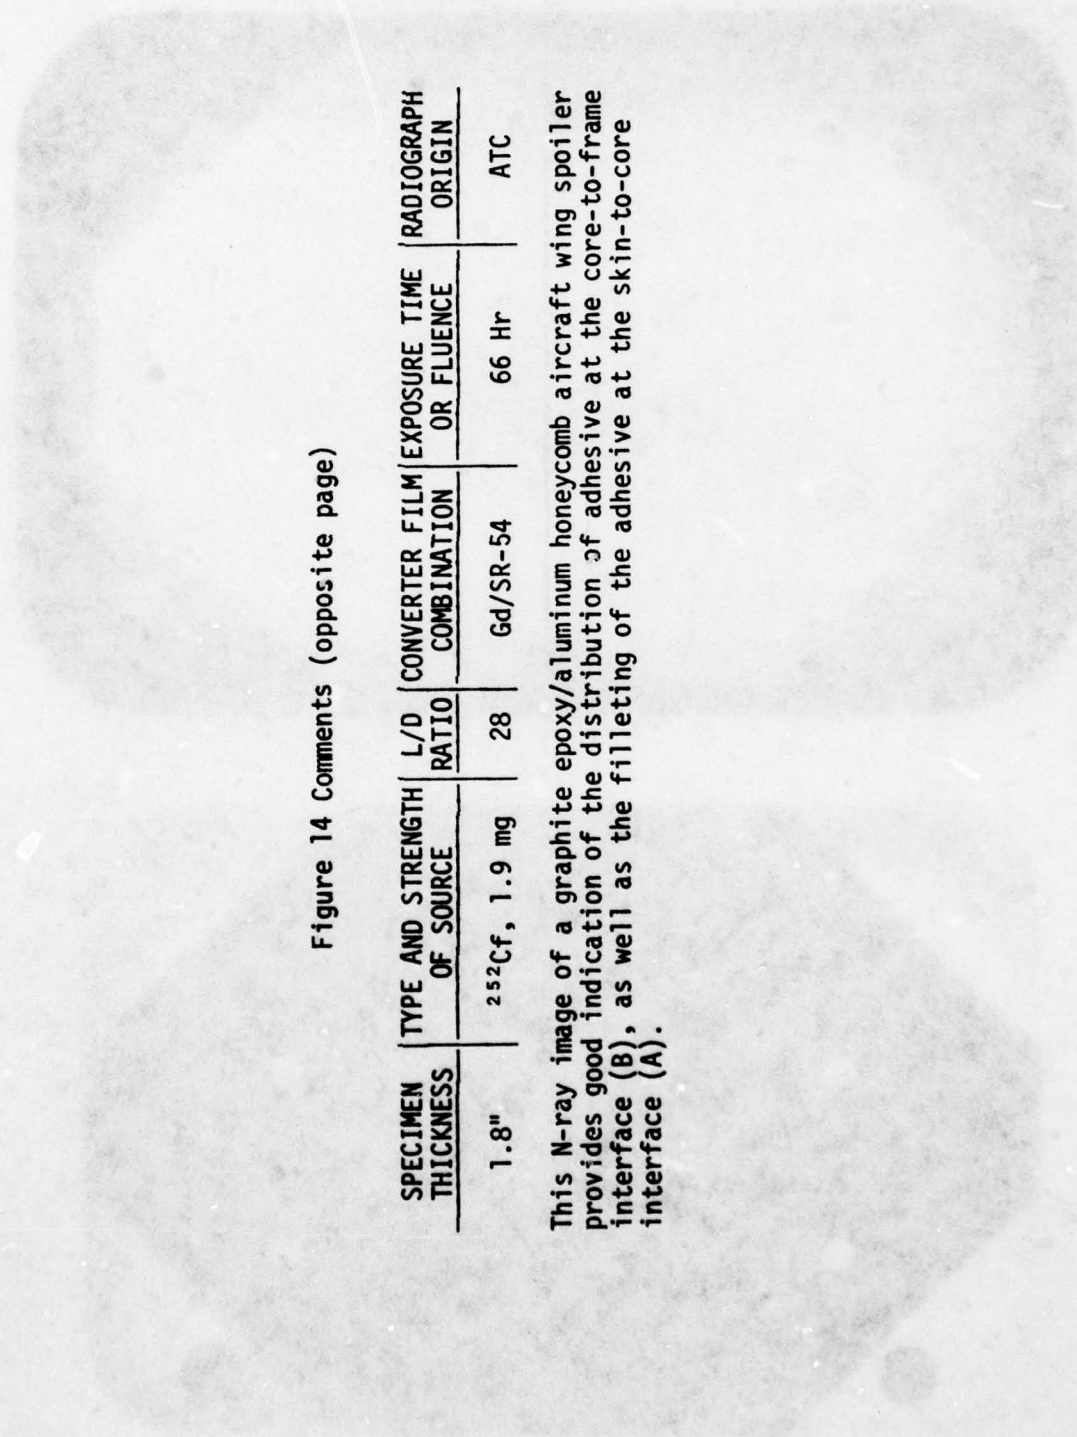 Figure 14 Comments (opposite page)
SPECIMEN THICKNESS | TYPE AND STRENGTH OF SOURCE | L/D RATIO | CONVERTER FILM COMBINATION | EXPOSURE TIME OR FLUENCE | RADIOGRAPH ORIGIN
1.8" | ²⁵²Cf, 1.9 mg | 28 | Gd/SR-54 | 66 Hr | ATC
This N-ray image of a graphite epoxy/aluminum honeycomb aircraft wing spoiler
provides good indication of the distribution of adhesive at the core-to-frame
interface (B), as well as the filleting of the adhesive at the skin-to-core
interface (A).